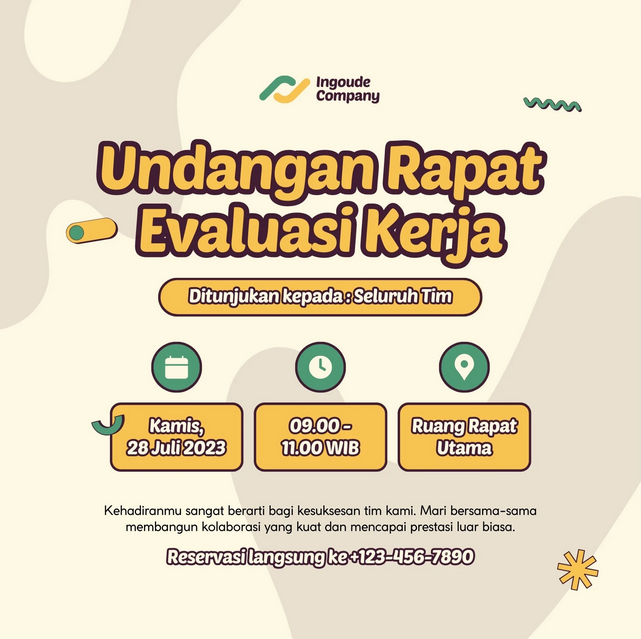 Ingoude
Company
Undangan Rapat
Evaluasi Kerja
Ditunjukan kepada : Seluruh Tim
Kamis,
28 Juli 2023
09.00 -
11.00 WIB
Ruang Rapat
Utama
Kehadiranmu sangat berarti bagi kesuksesan tim kami. Mari bersama-sama
membangun kolaborasi yang kuat dan mencapai prestasi luar biasa.
Reservasi langsung ke +123-456-7890